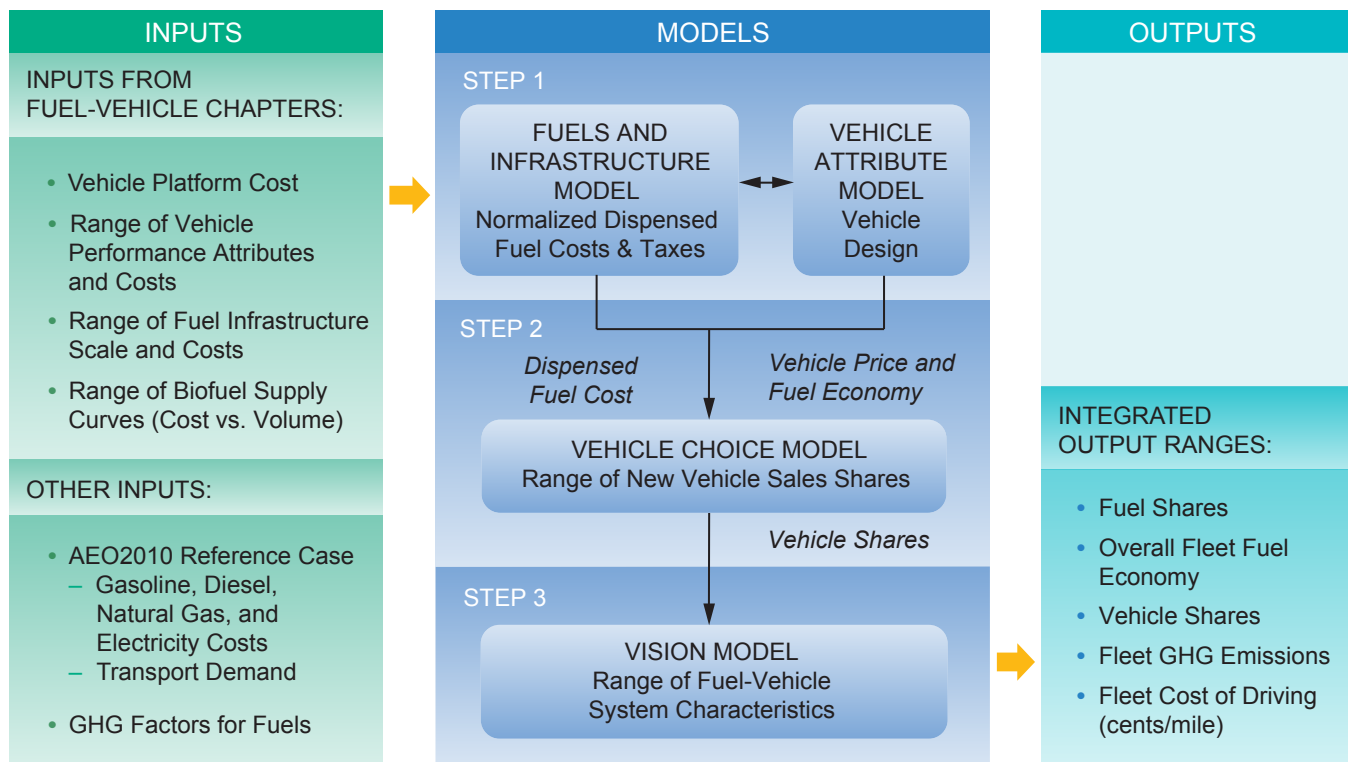 INPUTS
INPUTS FROM
FUEL-VEHICLE CHAPTERS:
• Vehicle Platform Cost
• Range of Vehicle
Performance Attributes
and Costs
• Range of Fuel Infrastructure
Scale and Costs
• Range of Biofuel Supply
Curves (Cost vs. Volume)
OTHER INPUTS:
• AEO2010 Reference Case
– Gasoline, Diesel,
Natural Gas, and
Electricity Costs
– Transport Demand
• GHG Factors for Fuels
MODELS
STEP 1
FUELS AND
INFRASTRUCTURE
MODEL
Normalized Dispensed
Fuel Costs & Taxes
VEHICLE
ATTRIBUTE
MODEL
Vehicle
Design
STEP 2
Dispensed
Fuel Cost
Vehicle Price and
Fuel Economy
VEHICLE CHOICE MODEL
Range of New Vehicle Sales Shares
Vehicle Shares
STEP 3
VISION MODEL
Range of Fuel-Vehicle
System Characteristics
OUTPUTS
INTEGRATED
OUTPUT RANGES:
• Fuel Shares
• Overall Fleet Fuel
Economy
• Vehicle Shares
• Fleet GHG Emissions
• Fleet Cost of Driving
(cents/mile)